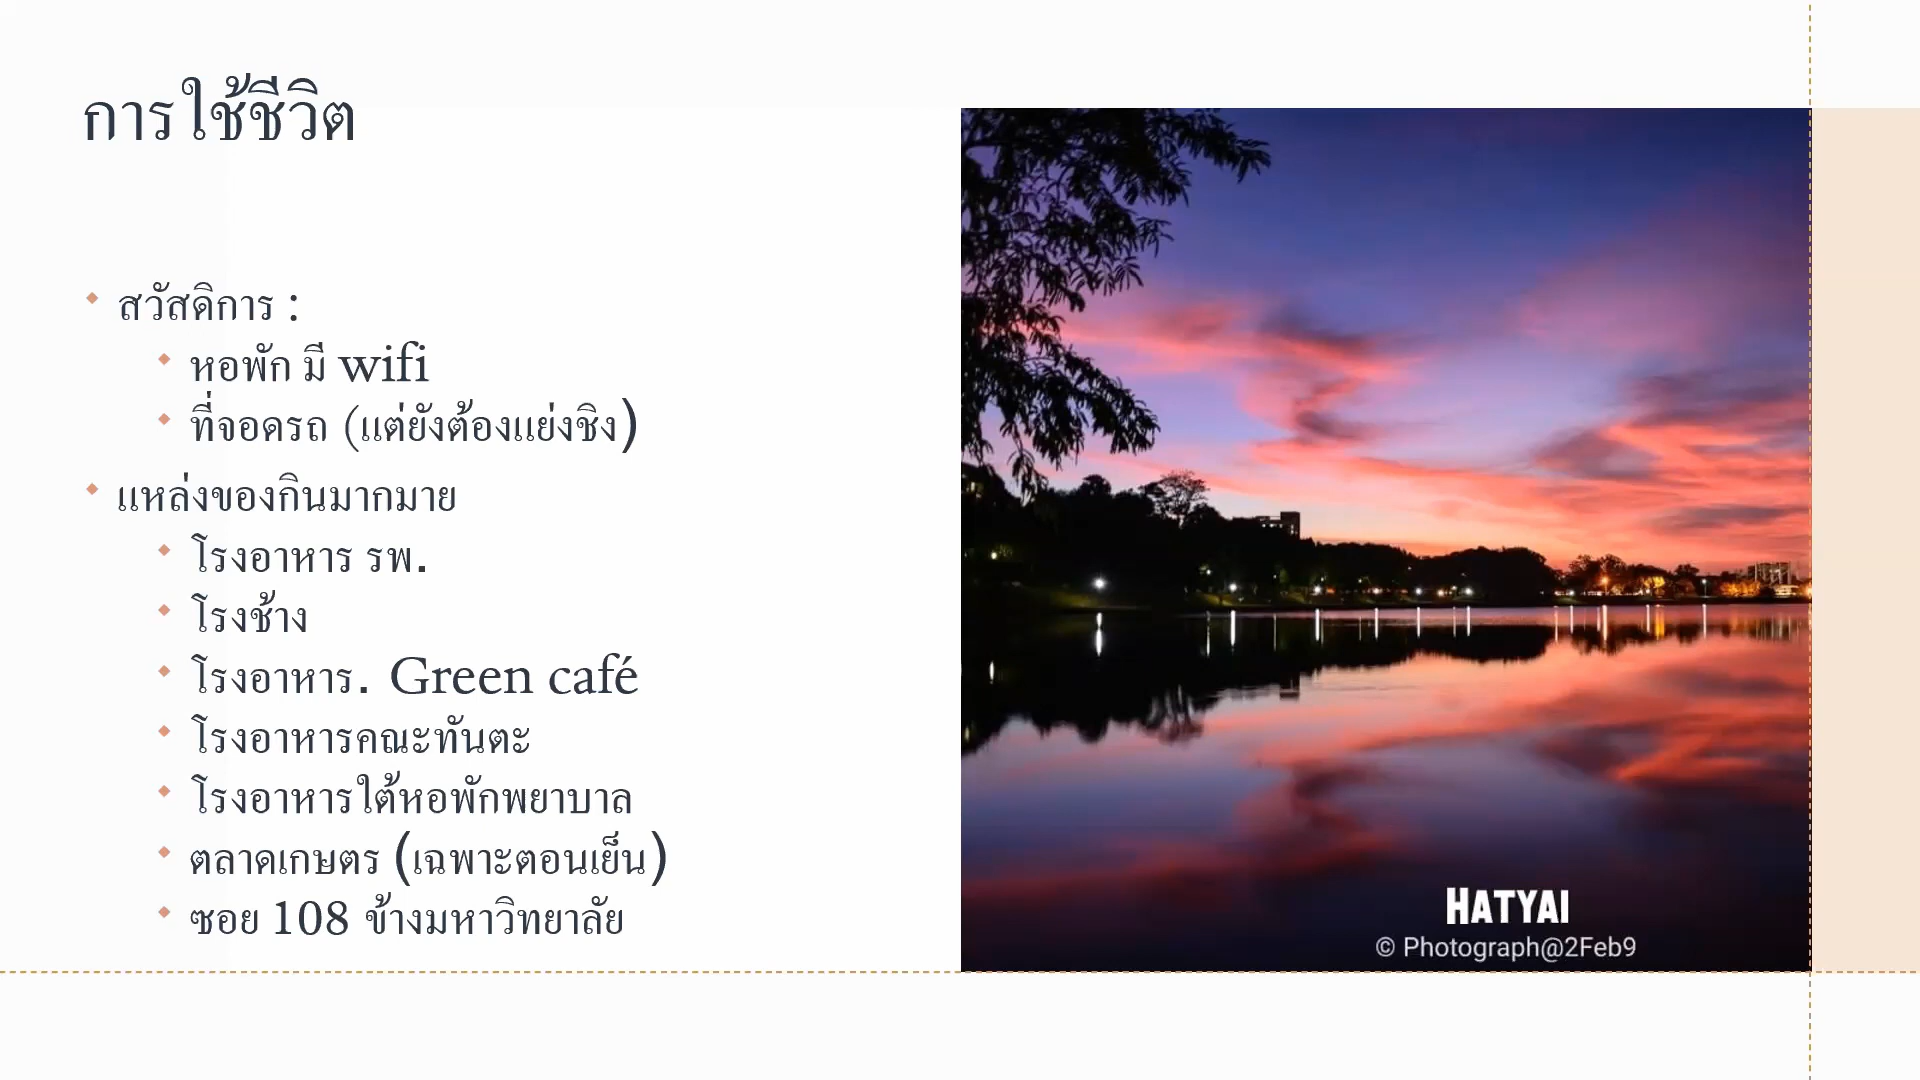 การใช้ชีวิต
สวัสดิการ :
หอพัก มี wifi
ที่จอดรถ (แต่ยังต้องแย่งชิง)
แหล่งของกินมากมาย
โรงอาหาร รพ.
โรงช้าง
โรงอาหาร. Green café
โรงอาหารคณะทันตะ
โรงอาหารใต้หอพักพยาบาล
ตลาดเกษตร (เฉพาะตอนเย็น)
ซอย 108 ข้างมหาวิทยาลัย
HATYAI
© Photograph@2Feb9